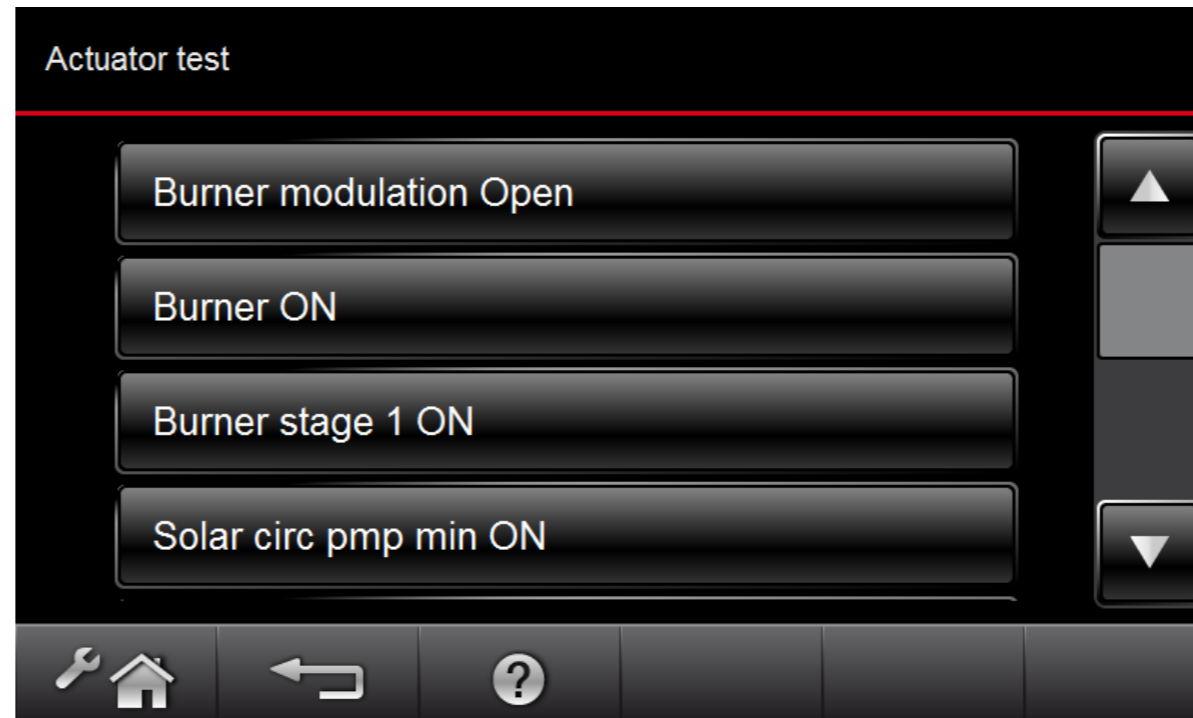 Actuator test
Burner modulation Open
Burner ON
Burner stage 1 ON
Solar circ pmp min ON
?